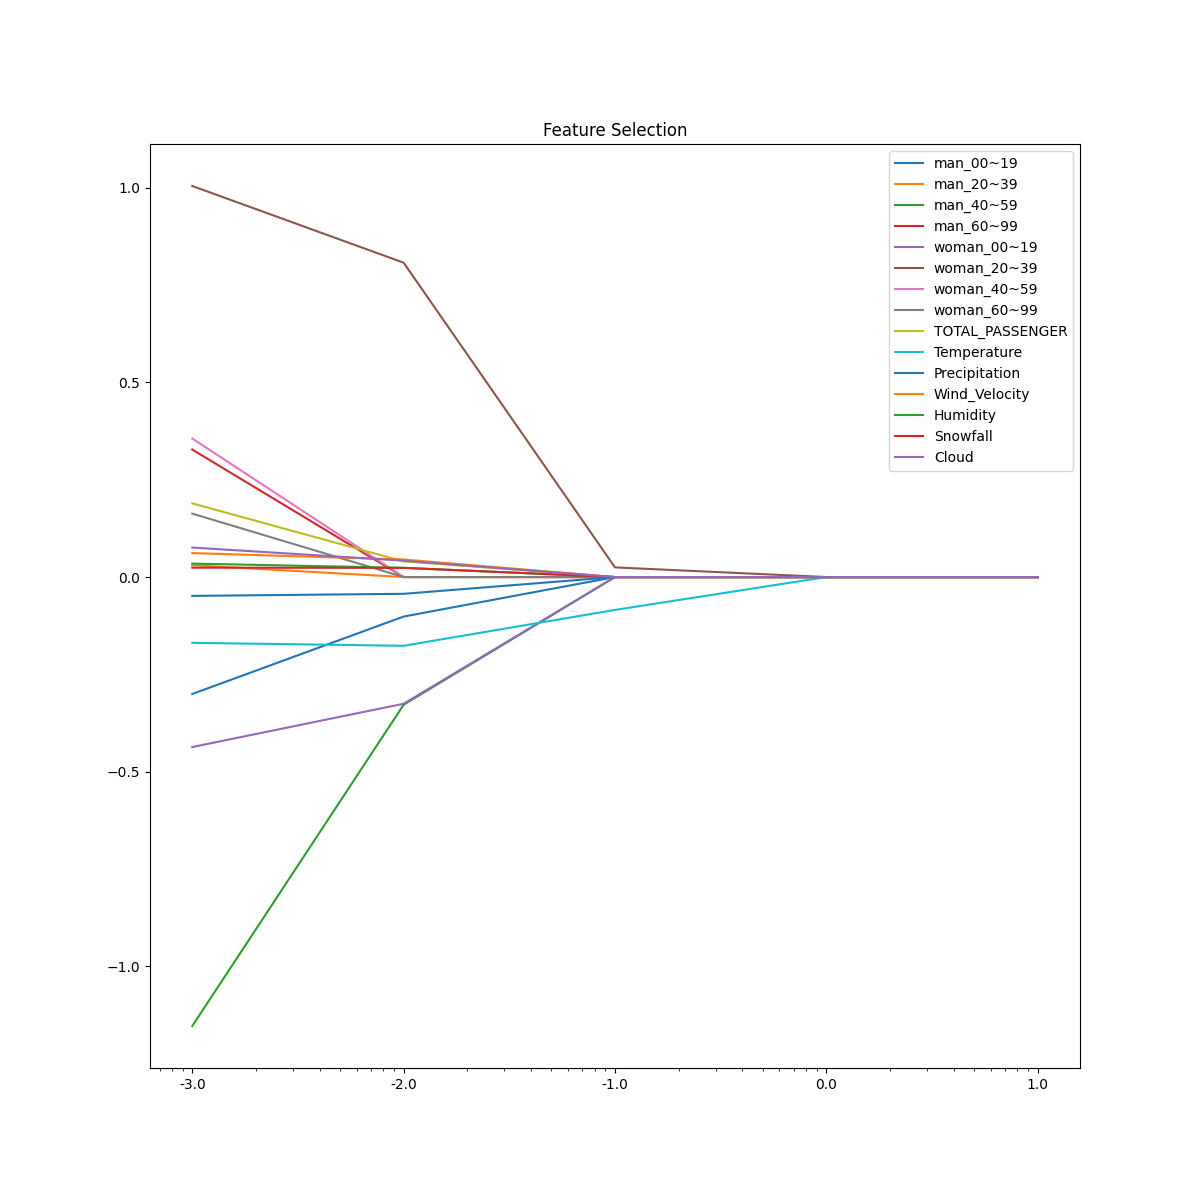 Feature Selection
1.0
0.5
0.0
−0.5
−1.0
man_00~19
man_20~39
man_40~59
man_60~99
woman_00~19
woman_20~39
woman_40~59
woman_60~99
TOTAL_PASSENGER
Temperature
Precipitation
Wind_Velocity
Humidity
Snowfall
Cloud
-3.0 -2.0 -1.0 0.0 1.0